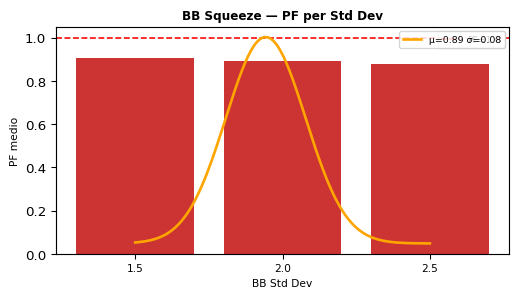 BB Squeeze — PF per Std Dev
μ=0.89 σ=0.08
PF medio
1.0
0.8
0.6
0.4
0.2
0.0
1.5 2.0 2.5
BB Std Dev